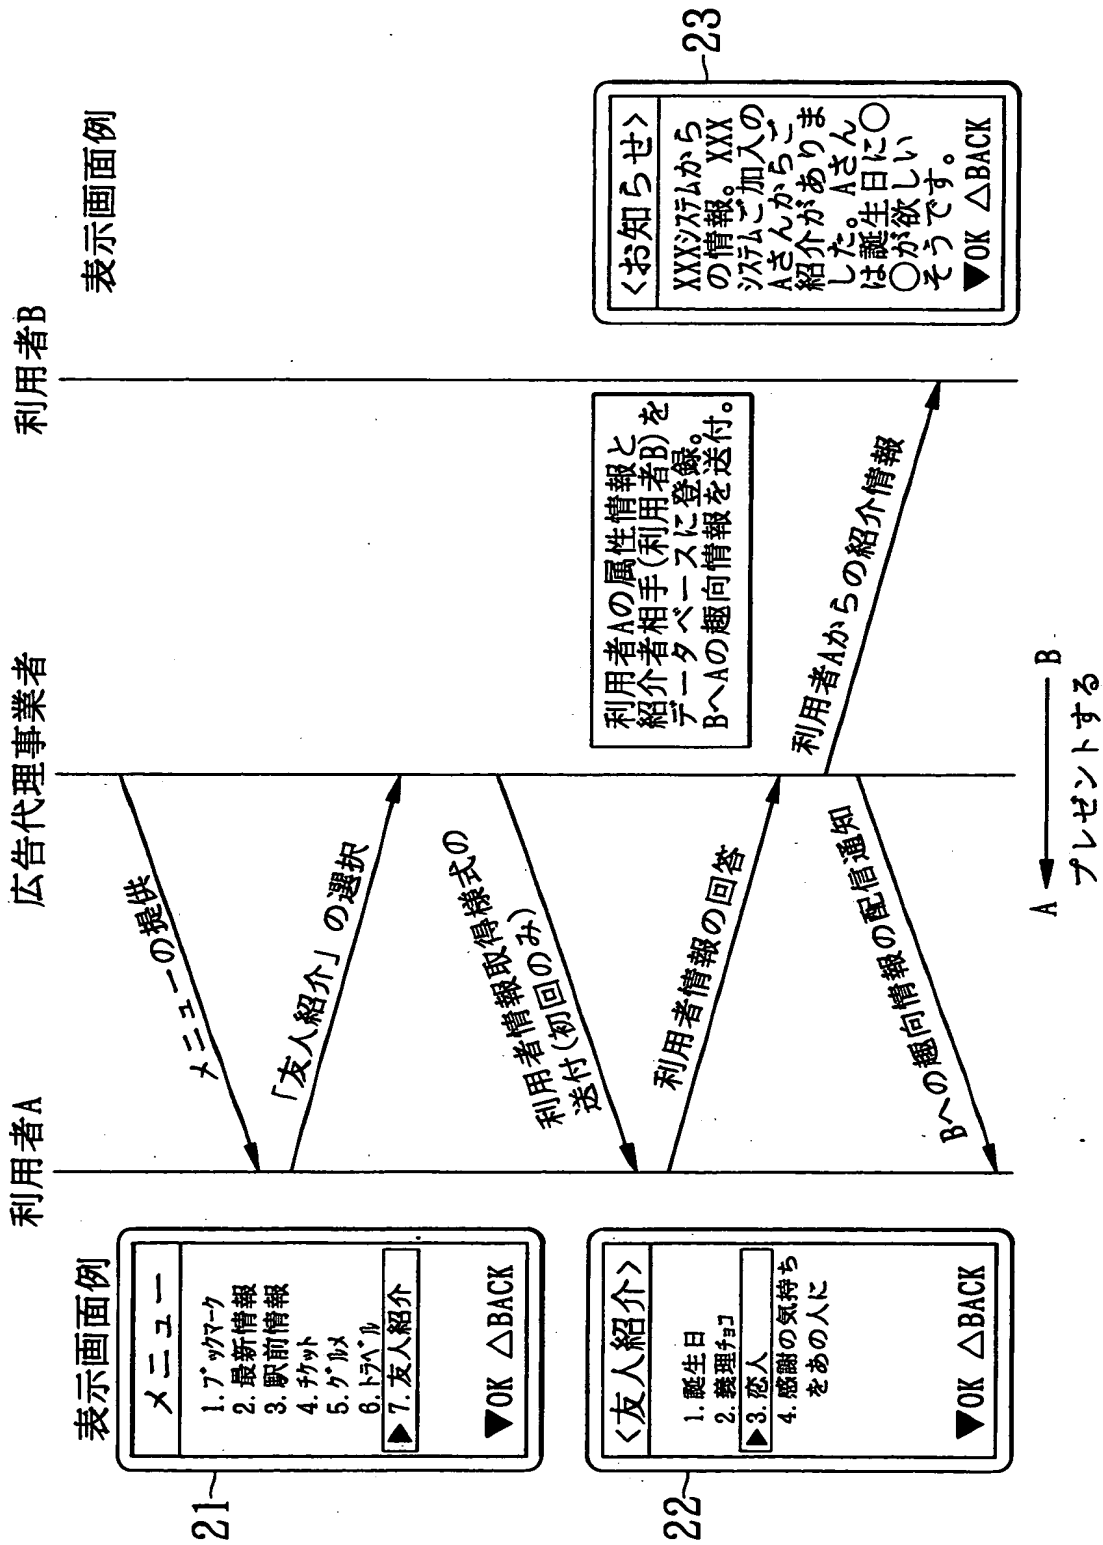 利用者A
広告代理事業者
利用者B
表示画面例
表示画面例
21
メニュー
1.ブックマーク
2.最新情報
3.駅前情報
4.チケット
5.グルメ
6.トラベル
▶7.友人紹介
▼OK △BACK
メニューの提供
「友人紹介」の選択
利用者情報取得様式の
送付(初回のみ)
22
<友人紹介>
1.誕生日
2.義理チョコ
▶3.恋人
4.感謝の気持ち
をあの人に
▼OK △BACK
利用者情報の回答
利用者Aの属性情報と
紹介者相手(利用者B)を
データベースに登録。
BへAの趣向情報を送付。
利用者Aからの紹介情報
Bへの趣向情報の配信通知
23
<お知らせ>
XXXシステムから
の情報。XXX
システムご加入の
Aさんからご
紹介がありま
した。Aさん
は誕生日に○
○が欲しい
そうです。
▼OK △BACK
A ← B
プレゼントする